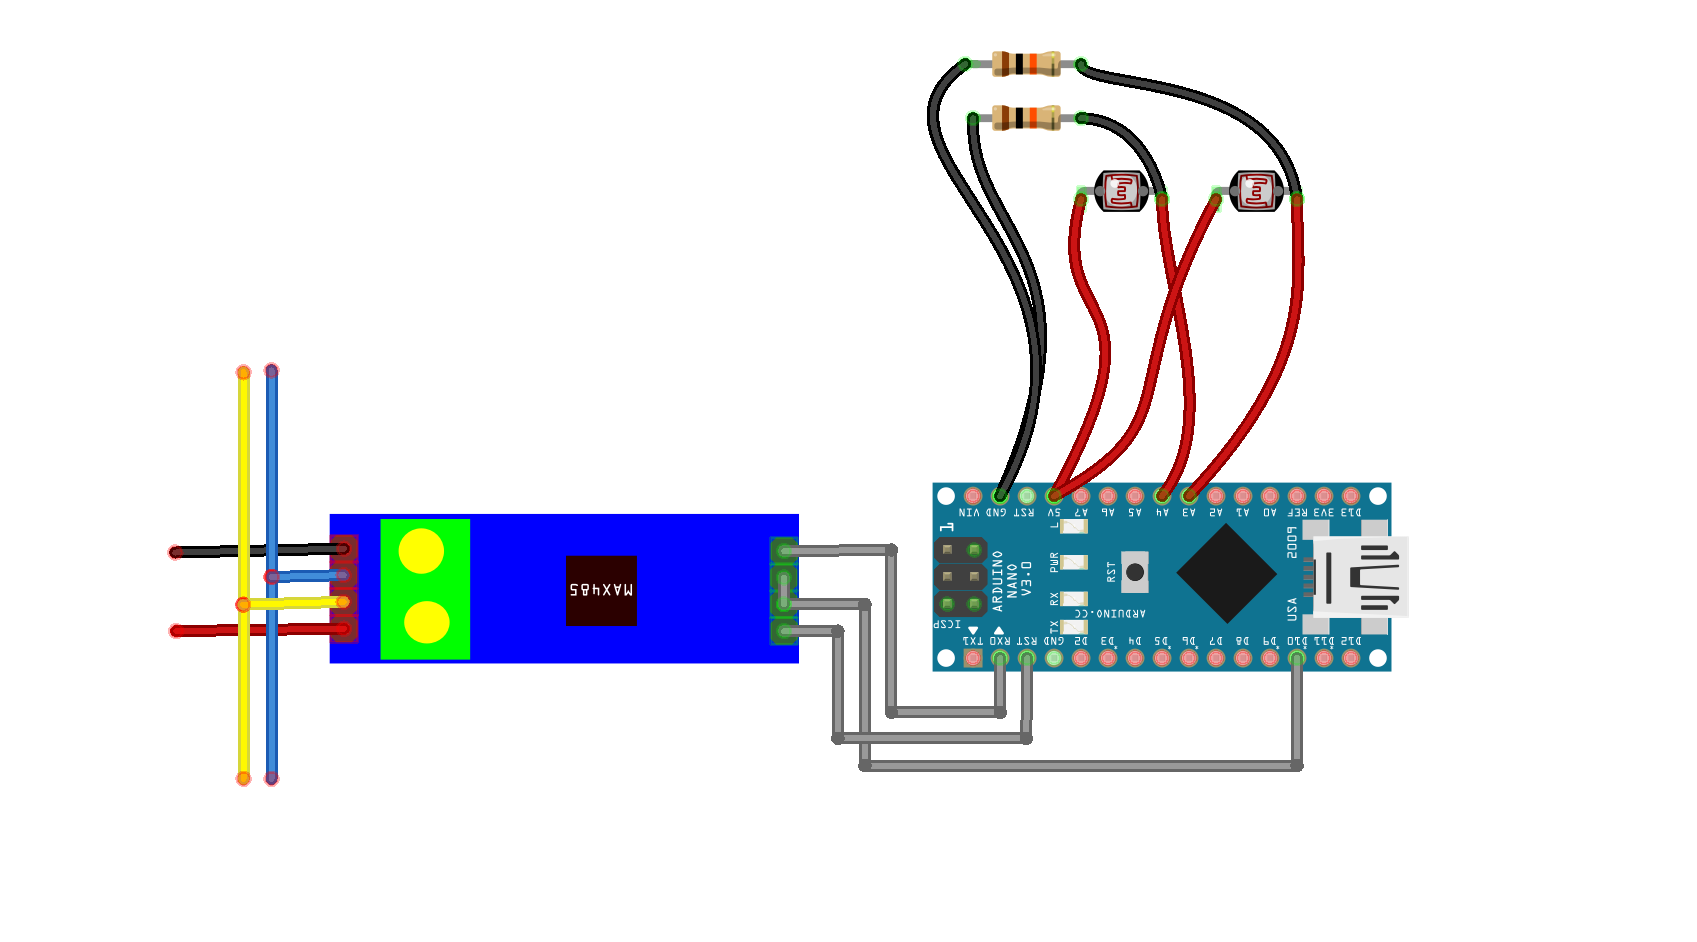 VIN
GND
RST
5V
A7
A6
A5
A4
A3
A2
A1
A0
REF
3V3
D13
1
L
PWR
RX
TX
ARDUINO
NANO
V3.0
RST
ARDUINO.CC
2009
USA
ICSP
TX1
RX0
RST
GND
D2
D3
D4
D5
D6
D7
D8
D9
D10
D11
D12
MAX485